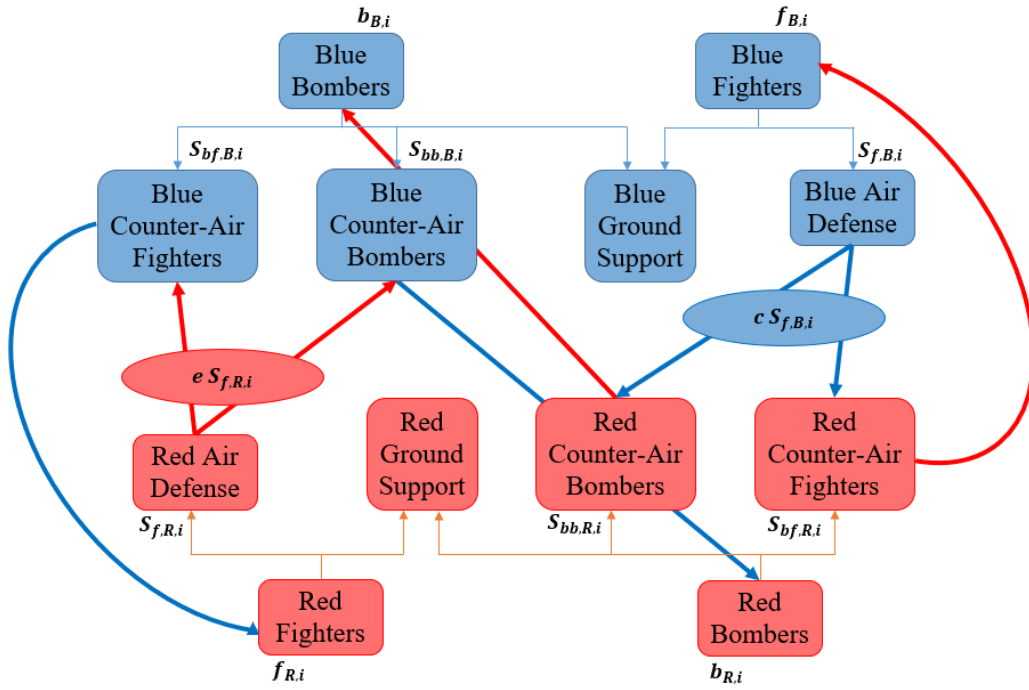 b_{B,i}
f_{B,i}
Blue
Bombers
Blue
Fighters
S_{bf,B,i}
S_{bb,B,i}
S_{f,B,i}
Blue
Counter-Air
Fighters
Blue
Counter-Air
Bombers
Blue
Ground
Support
Blue Air
Defense
c S_{f,B,i}
e S_{f,R,i}
Red Air
Defense
Red
Ground
Support
Red
Counter-Air
Bombers
Red
Counter-Air
Fighters
S_{f,R,i}
S_{bb,R,i}
S_{bf,R,i}
Red
Fighters
Red
Bombers
f_{R,i}
b_{R,i}